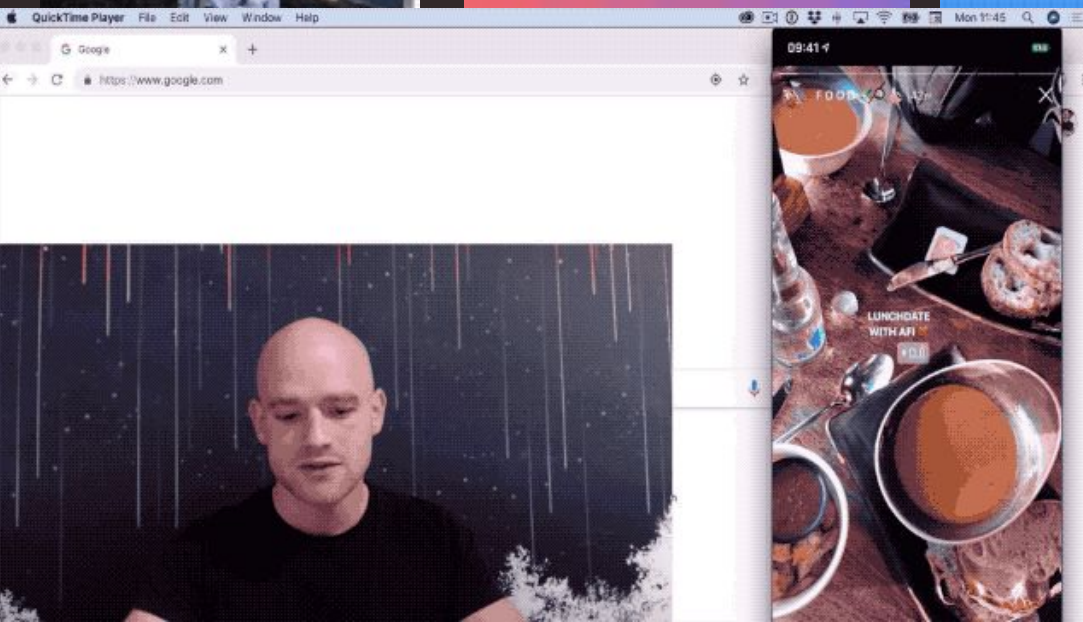 QuickTime Player File Edit View Window Help Mon 11:45
Google
https://www.google.com
09:41
FOOD 42m
LUNCHDATE
WITH AFI